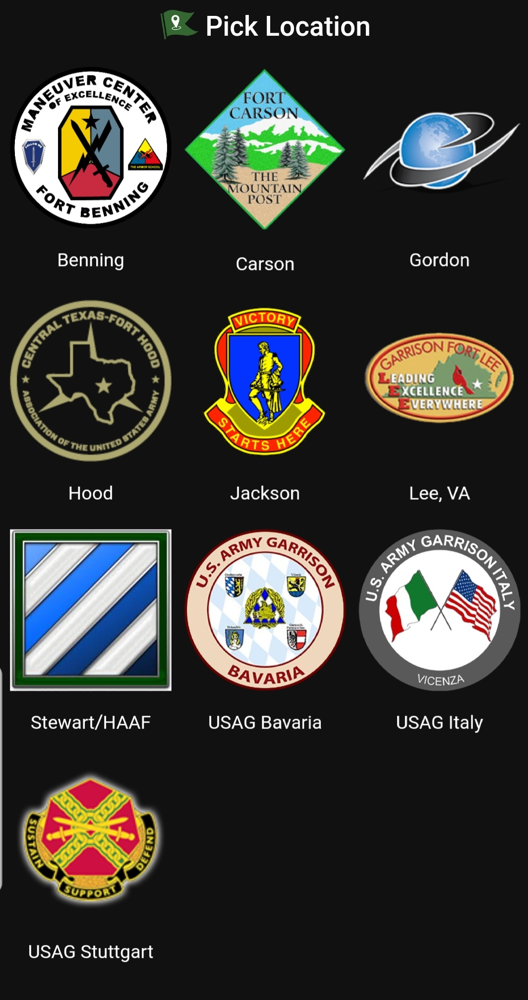 Pick Location
MANEUVER CENTER
OF EXCELLENCE
FOLLOW ME
THE ARMOR SCHOOL
FORT BENNING
FORT
CARSON
THE
MOUNTAIN
POST
Benning
Carson
Gordon
CENTRAL TEXAS-FORT HOOD
ASSOCIATION OF THE UNITED STATES ARMY
VICTORY
STARTS HERE
GARRISON FORT LEE
LEADING
EXCELLENCE
EVERYWHERE
Hood
Jackson
Lee, VA
U.S. ARMY GARRISON
Vilseck
Hohenfels
Garmisch-
Partenkirchen
BAVARIA
U.S. ARMY GARRISON ITALY
VICENZA
Stewart/HAAF
USAG Bavaria
USAG Italy
SUSTAIN
SUPPORT
DEFEND
USAG Stuttgart